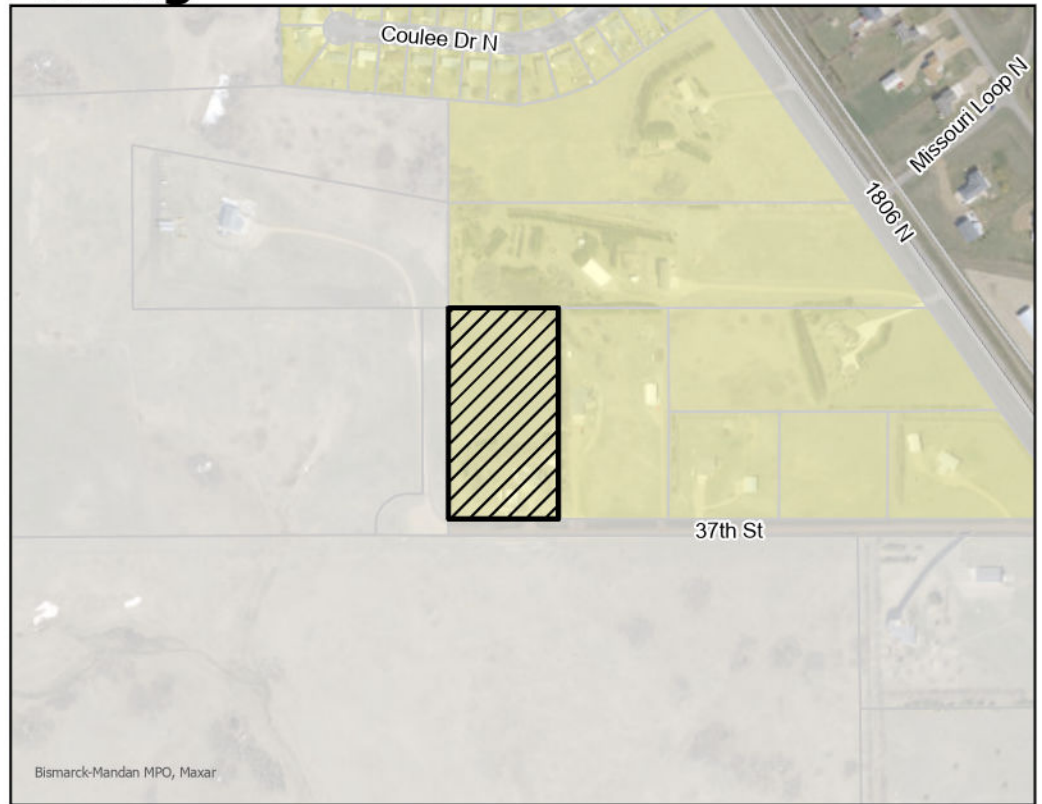 Coulee Dr N
Missouri Loop N
1806 N
37th St
Bismarck-Mandan MPO, Maxar